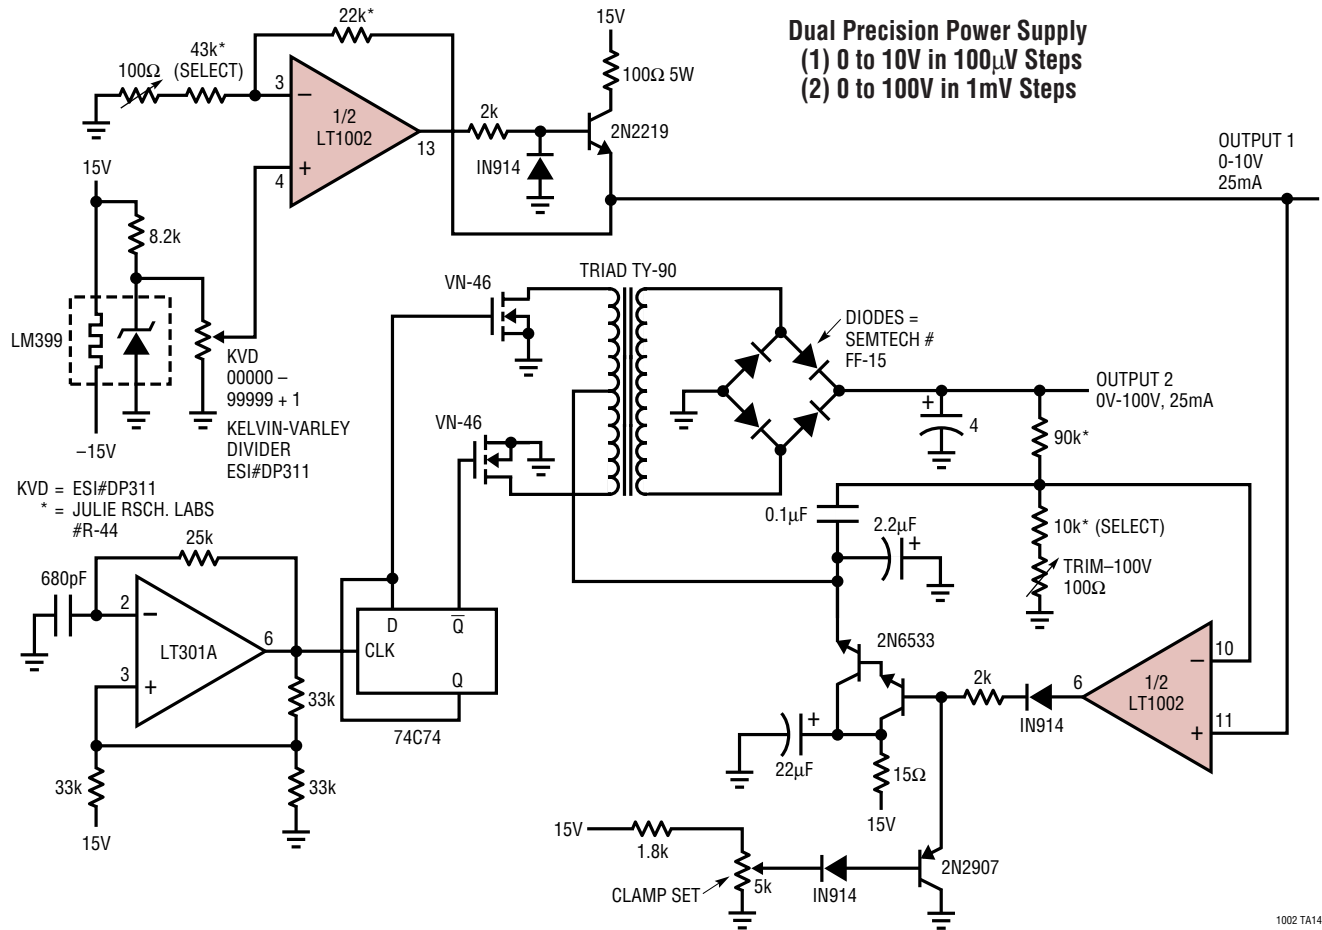 Dual Precision Power Supply
(1) 0 to 10V in 100µV Steps
(2) 0 to 100V in 1mV Steps
22k*
15V
43k*
(SELECT)
100Ω
100Ω 5W
3
−
1/2
LT1002
13
+
4
2k
2N2219
IN914
OUTPUT 1
0-10V
25mA
15V
8.2k
LM399
−15V
KVD
00000 –
99999 + 1
KELVIN-VARLEY
DIVIDER
ESI#DP311
KVD = ESI#DP311
* = JULIE RSCH. LABS
#R-44
VN-46
TRIAD TY-90
VN-46
DIODES =
SEMTECH #
FF-15
OUTPUT 2
0V-100V, 25mA
+
4
90k*
0.1µF
2.2µF
+
10k* (SELECT)
TRIM–100V
100Ω
25k
680pF
2
−
LT301A
6
3
+
33k
33k
33k
15V
D
Q
CLK
Q
74C74
2N6533
2k
IN914
6
−
10
1/2
LT1002
+
11
+
22µF
15Ω
15V
15V
1.8k
CLAMP SET
5k
IN914
2N2907
1002 TA14